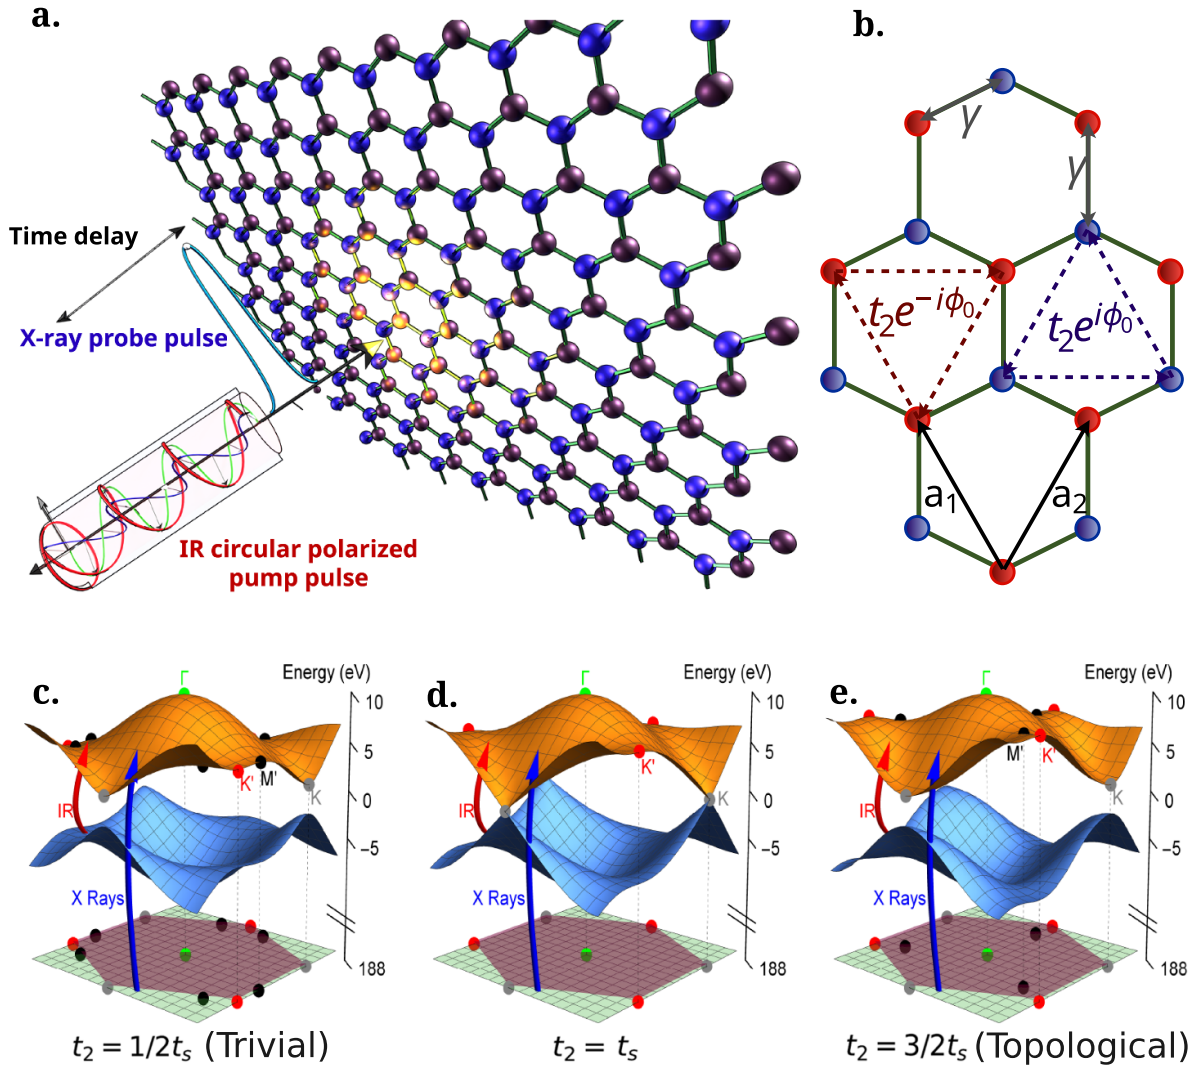 a.
Time delay
X-ray probe pulse
IR circular polarized
pump pulse
b.
γ
γ
t₂e⁻ⁱᶲ⁰
t₂eⁱᶲ⁰
a₁
a₂
c.
Γ
Energy (eV)
10
5
0
−5
188
K'
M'
K
IR
X Rays
t₂ = 1/2tₛ (Trivial)
d.
Γ
Energy (eV)
10
5
0
−5
188
K'
K
IR
X Rays
t₂ = tₛ
e.
Γ
Energy (eV)
10
5
0
−5
188
M'
K'
K
IR
X Rays
t₂ = 3/2tₛ (Topological)